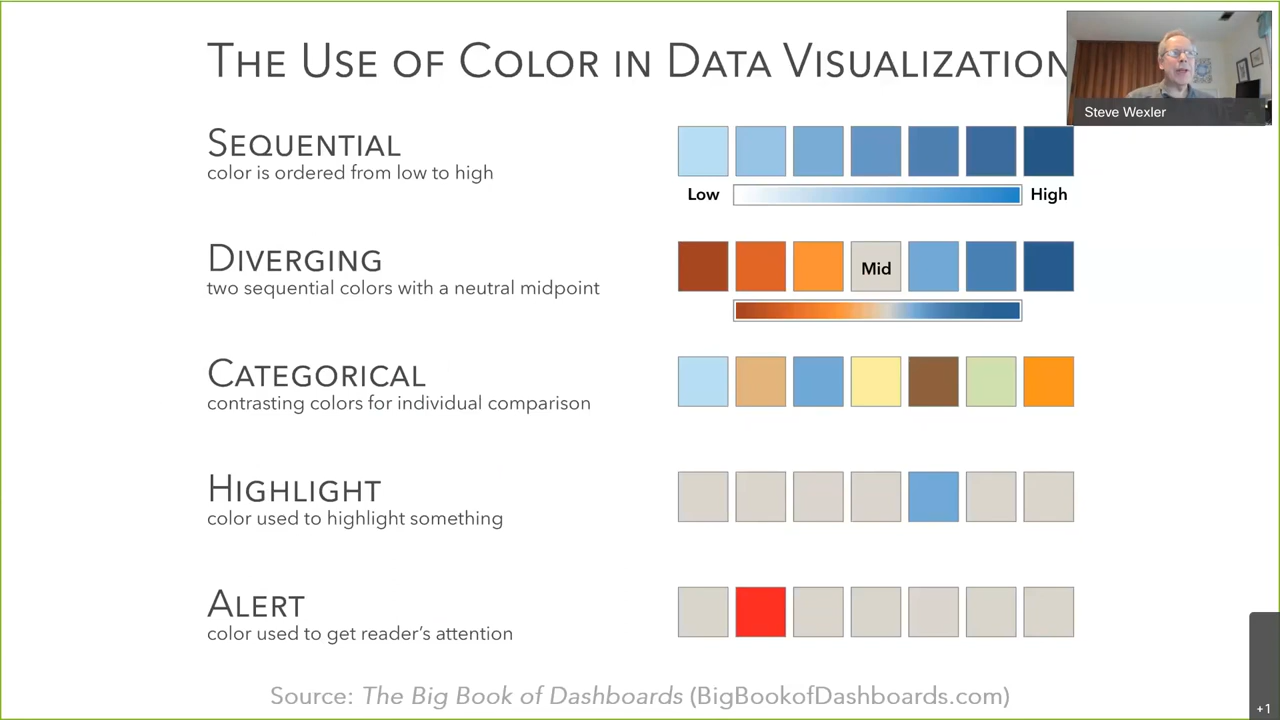 The Use of Color in Data Visualization
Steve Wexler
Sequential
color is ordered from low to high
Low
High
Diverging
two sequential colors with a neutral midpoint
Mid
Categorical
contrasting colors for individual comparison
Highlight
color used to highlight something
Alert
color used to get reader’s attention
Source: The Big Book of Dashboards (BigBookofDashboards.com)
+1